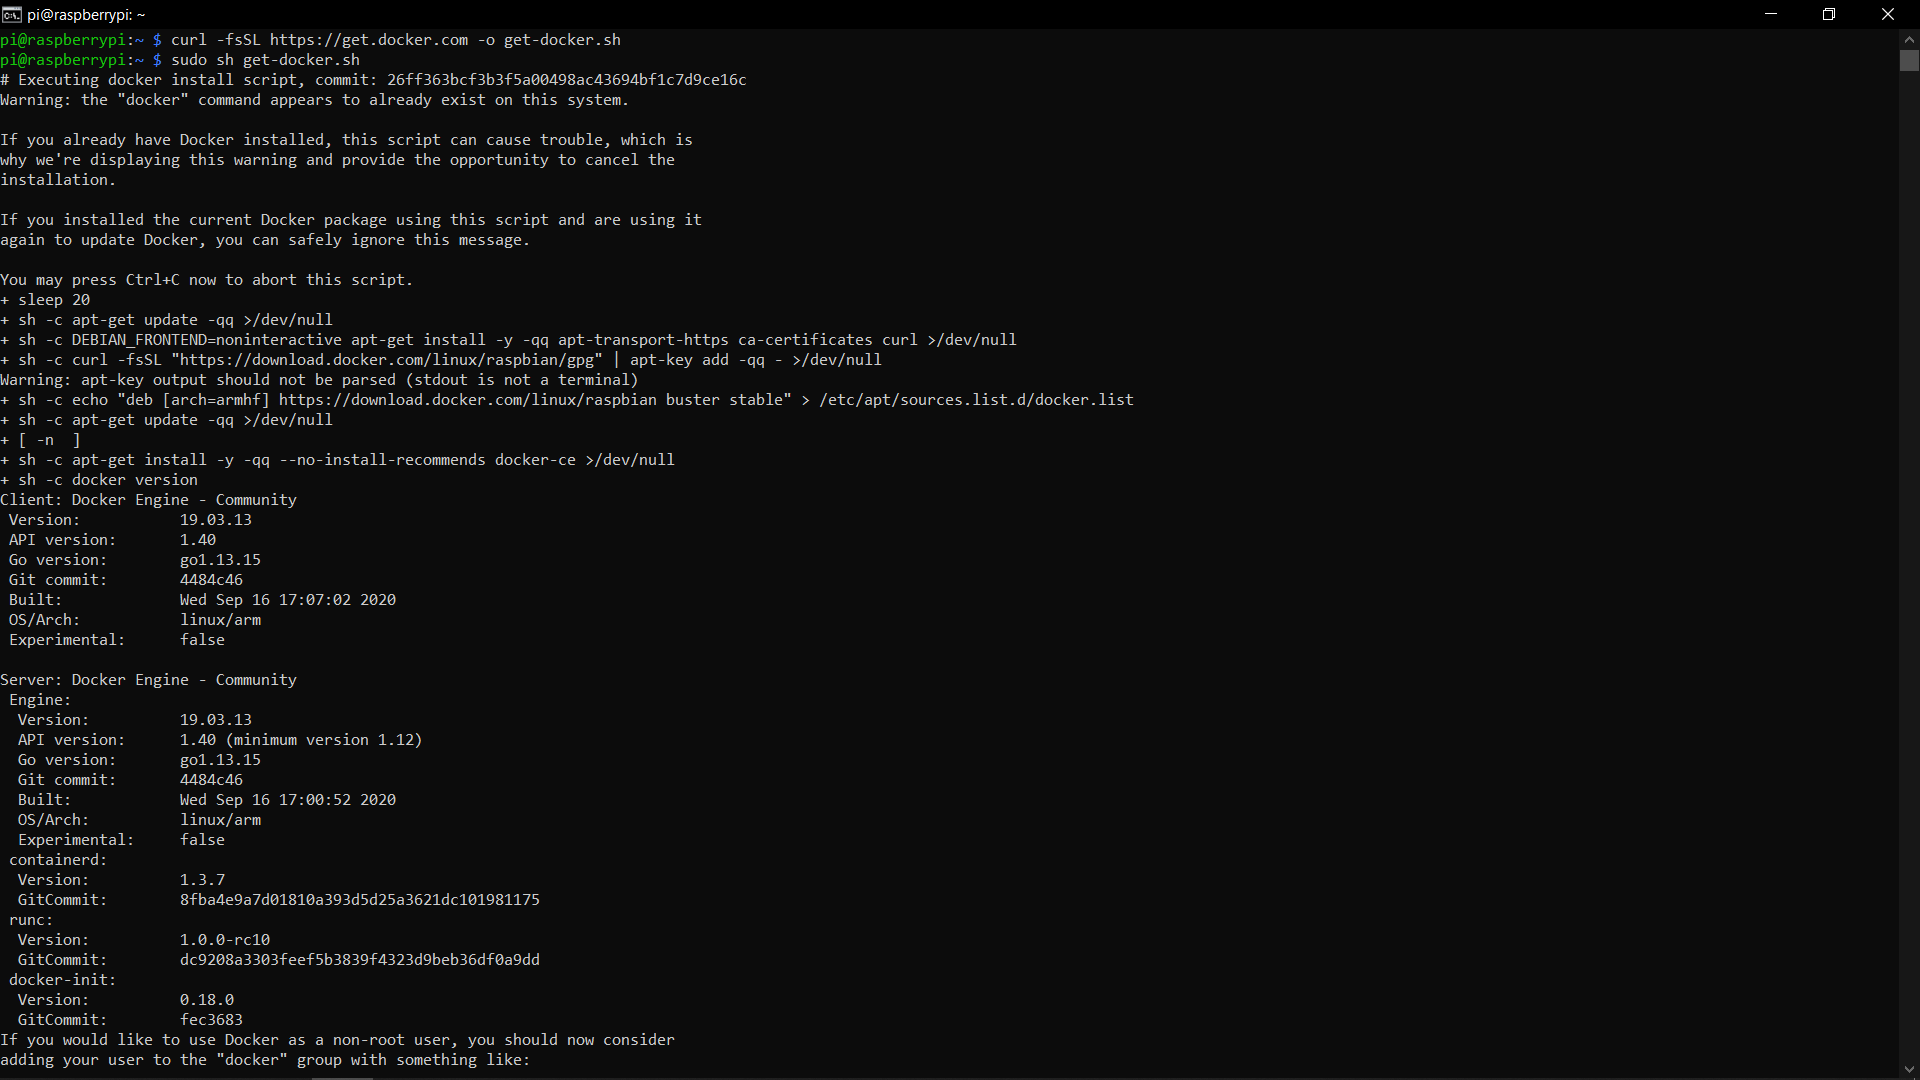 pi@raspberrypi: ~
pi@raspberrypi:~ $ curl -fsSL https://get.docker.com -o get-docker.sh
pi@raspberrypi:~ $ sudo sh get-docker.sh
# Executing docker install script, commit: 26ff363bcf3b3f5a00498ac43694bf1c7d9ce16c
Warning: the "docker" command appears to already exist on this system.

If you already have Docker installed, this script can cause trouble, which is
why we're displaying this warning and provide the opportunity to cancel the
installation.

If you installed the current Docker package using this script and are using it
again to update Docker, you can safely ignore this message.

You may press Ctrl+C now to abort this script.
+ sleep 20
+ sh -c apt-get update -qq >/dev/null
+ sh -c DEBIAN_FRONTEND=noninteractive apt-get install -y -qq apt-transport-https ca-certificates curl >/dev/null
+ sh -c curl -fsSL "https://download.docker.com/linux/raspbian/gpg" | apt-key add -qq - >/dev/null
Warning: apt-key output should not be parsed (stdout is not a terminal)
+ sh -c echo "deb [arch=armhf] https://download.docker.com/linux/raspbian buster stable" > /etc/apt/sources.list.d/docker.list
+ sh -c apt-get update -qq >/dev/null
+ [ -n  ]
+ sh -c apt-get install -y -qq --no-install-recommends docker-ce >/dev/null
+ sh -c docker version
Client: Docker Engine - Community
 Version:           19.03.13
 API version:       1.40
 Go version:        go1.13.15
 Git commit:        4484c46
 Built:             Wed Sep 16 17:07:02 2020
 OS/Arch:           linux/arm
 Experimental:      false

Server: Docker Engine - Community
 Engine:
  Version:          19.03.13
  API version:      1.40 (minimum version 1.12)
  Go version:       go1.13.15
  Git commit:       4484c46
  Built:            Wed Sep 16 17:00:52 2020
  OS/Arch:          linux/arm
  Experimental:     false
 containerd:
  Version:          1.3.7
  GitCommit:        8fba4e9a7d01810a393d5d25a3621dc101981175
 runc:
  Version:          1.0.0-rc10
  GitCommit:        dc9208a3303feef5b3839f4323d9beb36df0a9dd
 docker-init:
  Version:          0.18.0
  GitCommit:        fec3683
If you would like to use Docker as a non-root user, you should now consider
adding your user to the "docker" group with something like: